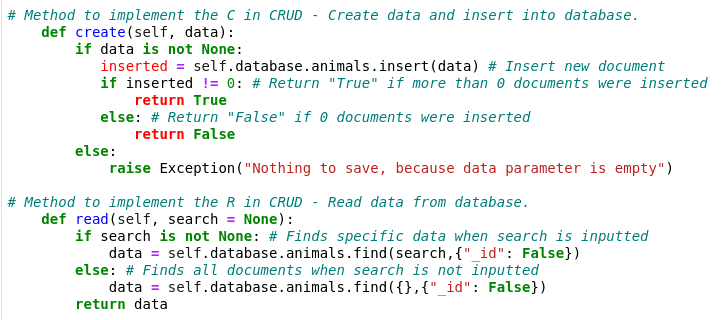 # Method to implement the C in CRUD - Create data and insert into database.
    def create(self, data):
        if data is not None:
           inserted = self.database.animals.insert(data) # Insert new document
           if inserted != 0: # Return "True" if more than 0 documents were inserted
               return True
           else: # Return "False" if 0 documents were inserted
               return False
        else:
            raise Exception("Nothing to save, because data parameter is empty")

# Method to implement the R in CRUD - Read data from database.
    def read(self, search = None):
        if search is not None: # Finds specific data when search is inputted
            data = self.database.animals.find(search,{"_id": False})
        else: # Finds all documents when search is not inputted
            data = self.database.animals.find({},{"_id": False})
        return data